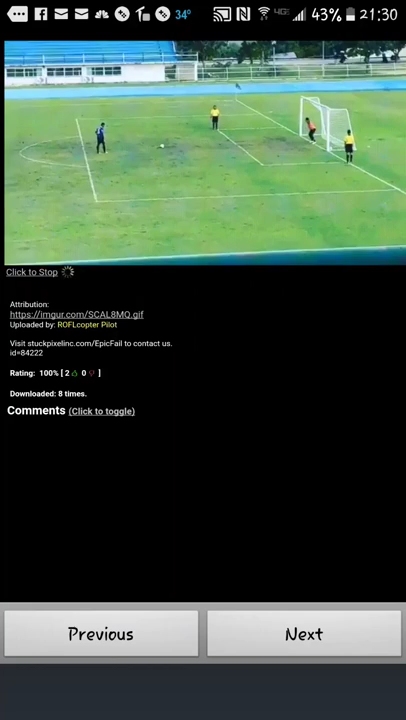 34° 4G 43% 21:30
Click to Stop
Attribution:
https://imgur.com/SCAL8MQ.gif
Uploaded by: ROFLcopter Pilot
Visit stuckpixelinc.com/EpicFail to contact us.
id=84222
Rating: 100% [ 2 0 ]
Downloaded: 8 times.
Comments (Click to toggle)
Previous Next